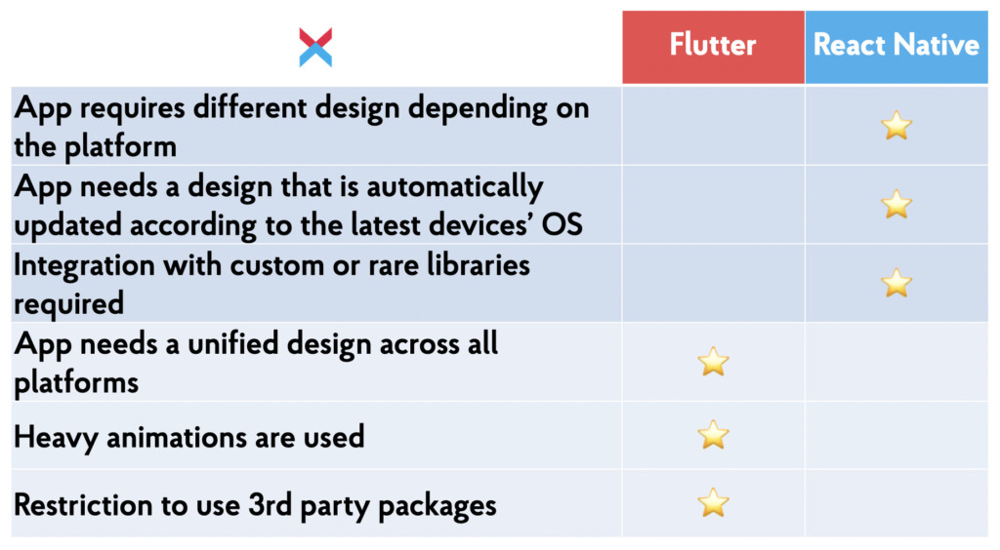 Flutter
React Native
App requires different design depending on
the platform
App needs a design that is automatically
updated according to the latest devices’ OS
Integration with custom or rare libraries
required
App needs a unified design across all
platforms
Heavy animations are used
Restriction to use 3rd party packages